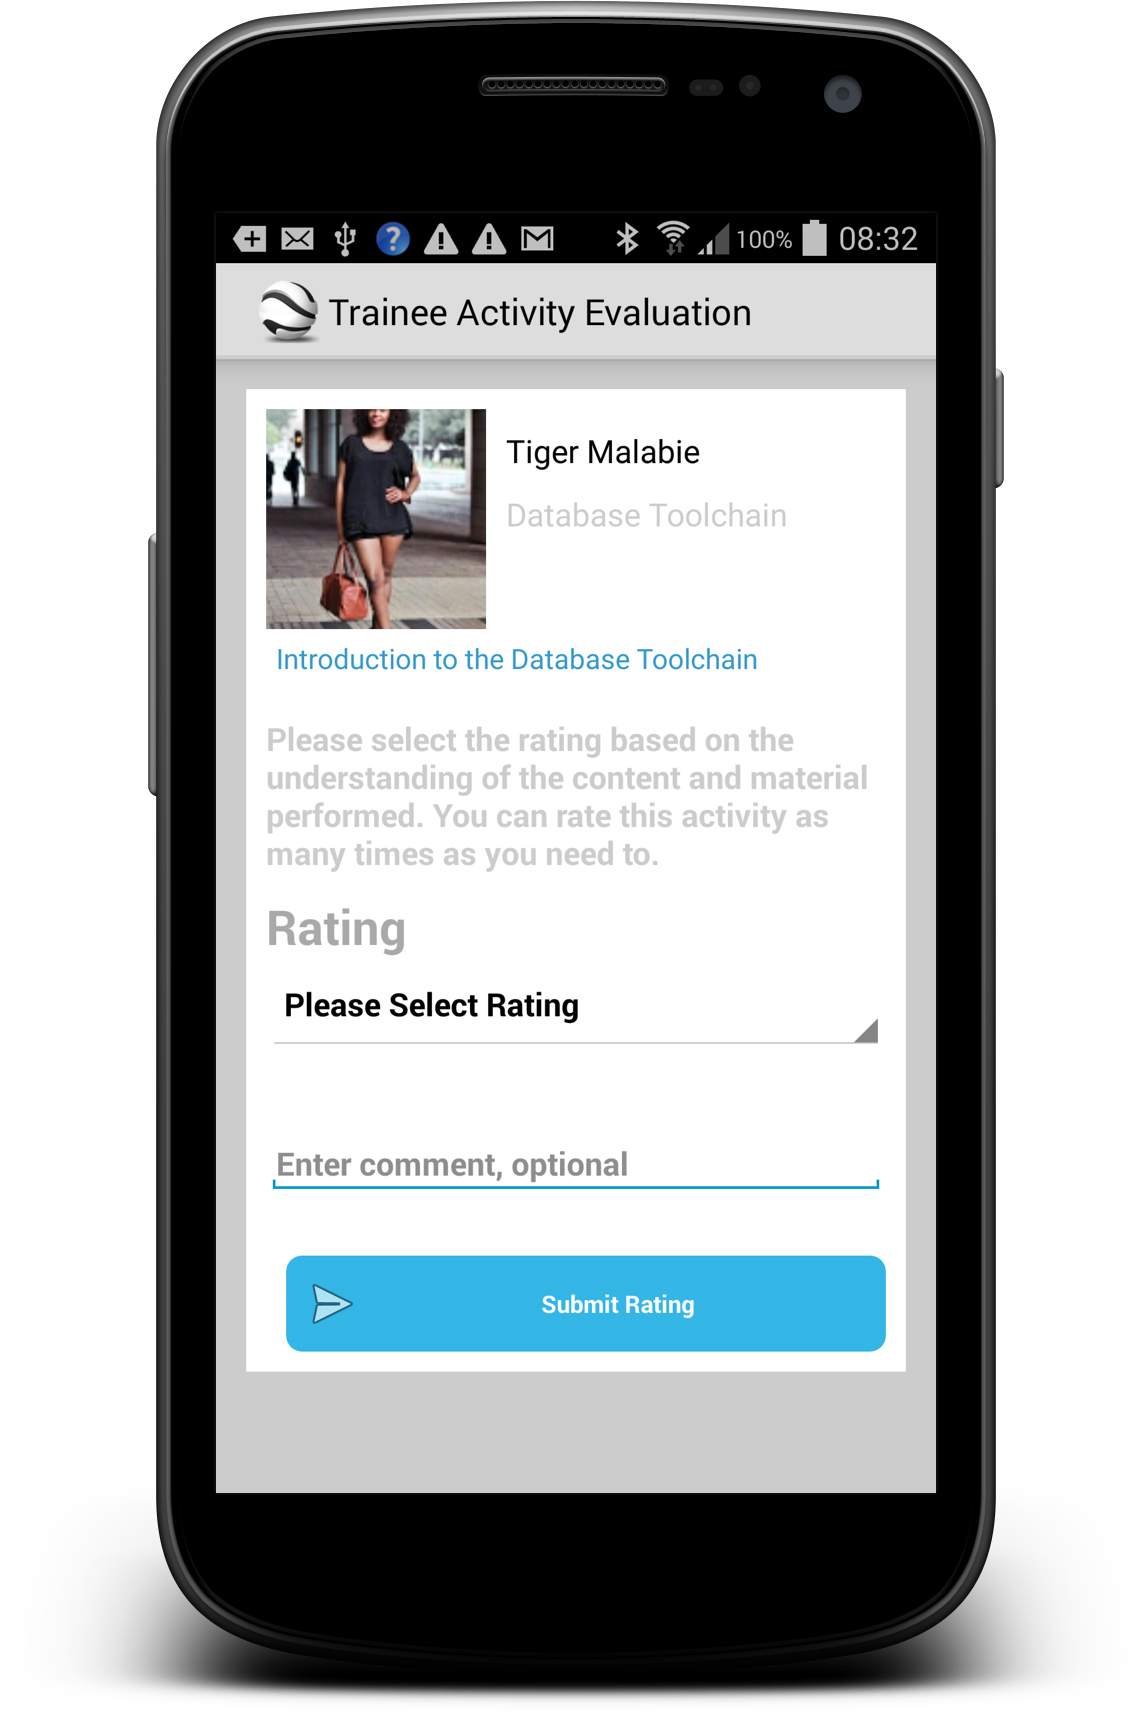 100% 08:32
Trainee Activity Evaluation
Tiger Malabie
Database Toolchain
Introduction to the Database Toolchain
Please select the rating based on the
understanding of the content and material
performed. You can rate this activity as
many times as you need to.
Rating
Please Select Rating
Enter comment, optional
Submit Rating